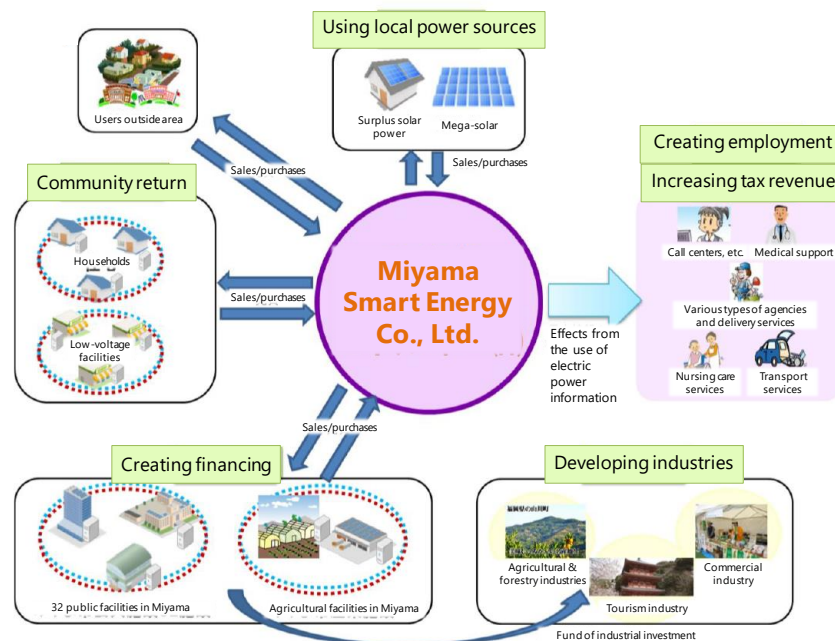 Using local power sources
Surplus solar
power
Mega-solar
Users outside area
Sales/purchases
Sales/purchases
Creating employment
Increasing tax revenue
Call centers, etc.
Medical support
Various types of agencies
and delivery services
Nursing care
services
Transport
services
Community return
Households
Low-voltage
facilities
Sales/purchases
Miyama
Smart Energy
Co., Ltd.
Effects from
the use of
electric
power
information
Sales/purchases
Creating financing
32 public facilities in Miyama
Agricultural facilities in Miyama
Developing industries
Agricultural &
forestry industries
Commercial
industry
Tourism industry
Fund of industrial investment